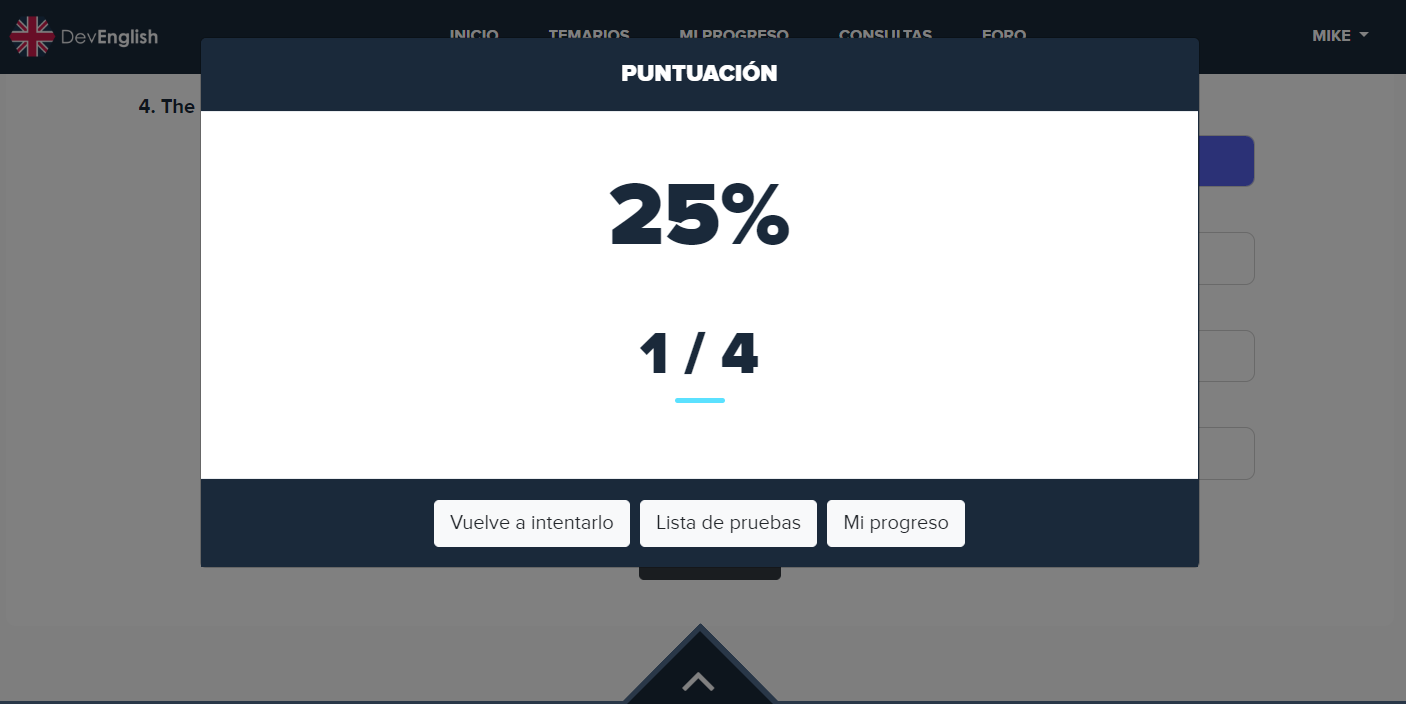 DevEnglish
INICIO TEMARIOS MI PROGRESO CONSULTAS FORO MIKE
PUNTUACIÓN
4. The
25%
1 / 4
Vuelve a intentarlo Lista de pruebas Mi progreso